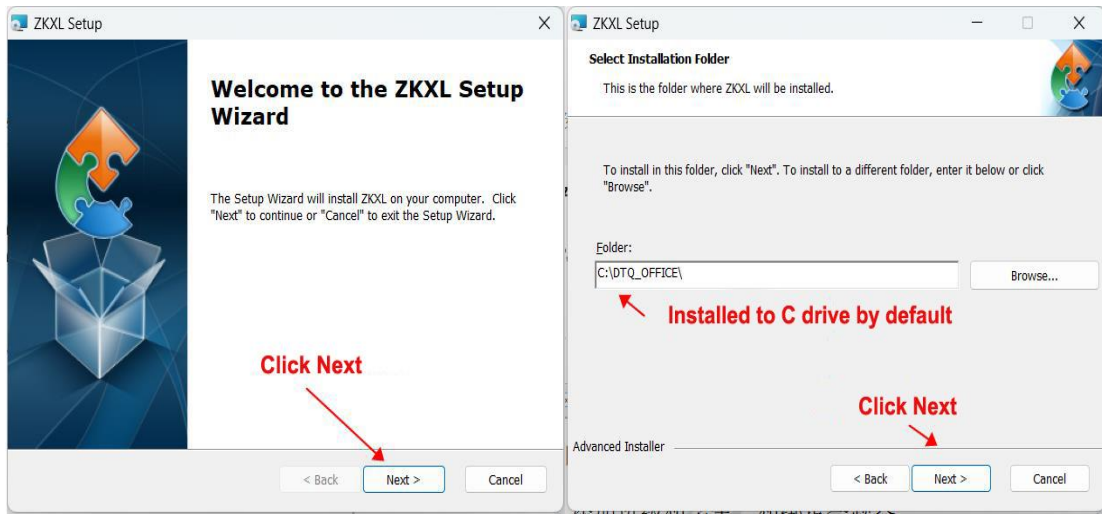 ZKXL Setup
Welcome to the ZKXL Setup
Wizard
The Setup Wizard will install ZKXL on your computer. Click
"Next" to continue or "Cancel" to exit the Setup Wizard.
Click Next
< Back
Next >
Cancel
ZKXL Setup
Select Installation Folder
This is the folder where ZKXL will be installed.
To install in this folder, click "Next". To install to a different folder, enter it below or click
"Browse".
Folder:
C:\DTQ_OFFICE\
Browse...
Installed to C drive by default
Click Next
Advanced Installer
< Back
Next >
Cancel